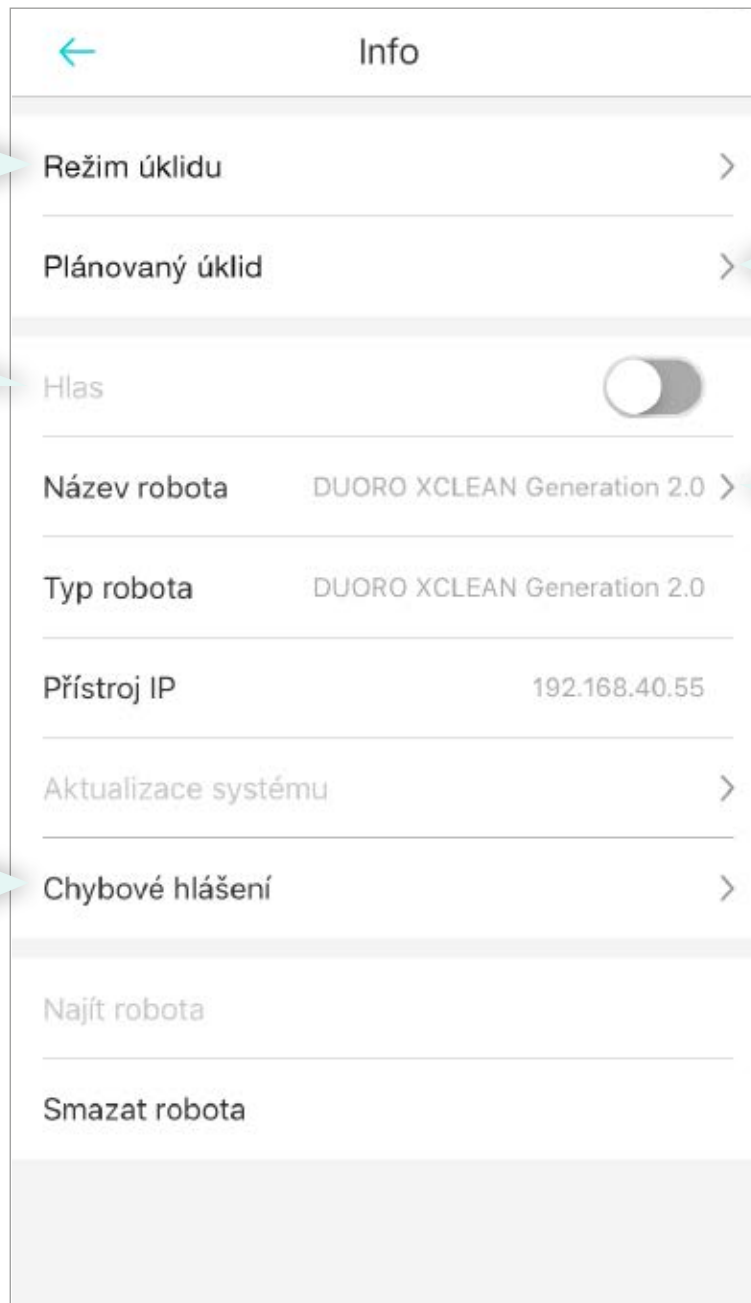 Info
Režim úklidu
Plánovaný úklid
Hlas
Název robota DUORO XCLEAN Generation 2.0
Typ robota DUORO XCLEAN Generation 2.0
Přístroj IP 192.168.40.55
Aktualizace systému
Chybové hlášení
Najít robota
Smazat robota